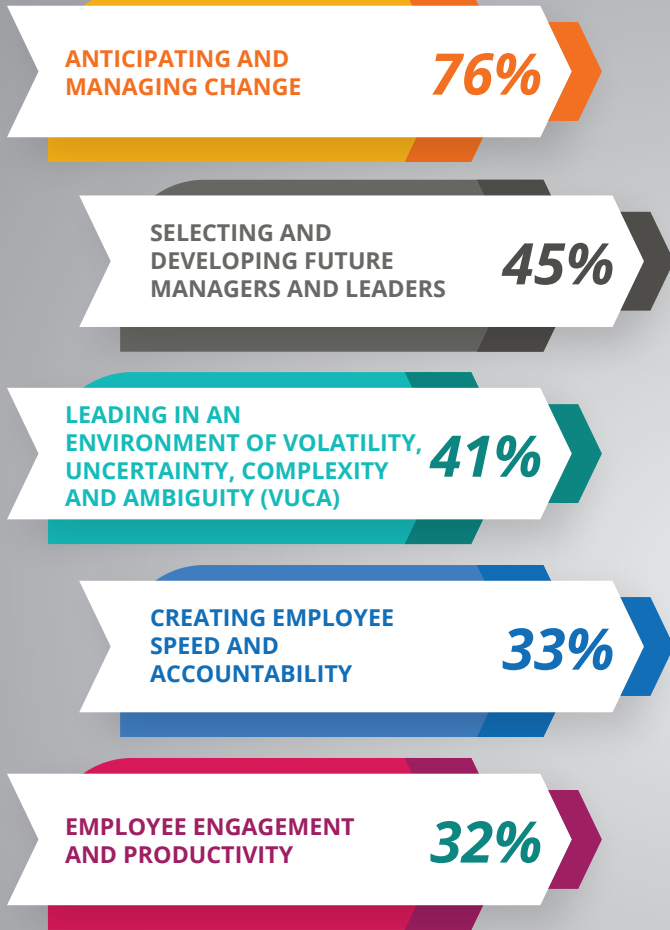 ANTICIPATING AND
MANAGING CHANGE
76%
SELECTING AND
DEVELOPING FUTURE
MANAGERS AND LEADERS
45%
LEADING IN AN
ENVIRONMENT OF VOLATILITY,
UNCERTAINTY, COMPLEXITY
AND AMBIGUITY (VUCA)
41%
CREATING EMPLOYEE
SPEED AND
ACCOUNTABILITY
33%
EMPLOYEE ENGAGEMENT
AND PRODUCTIVITY
32%